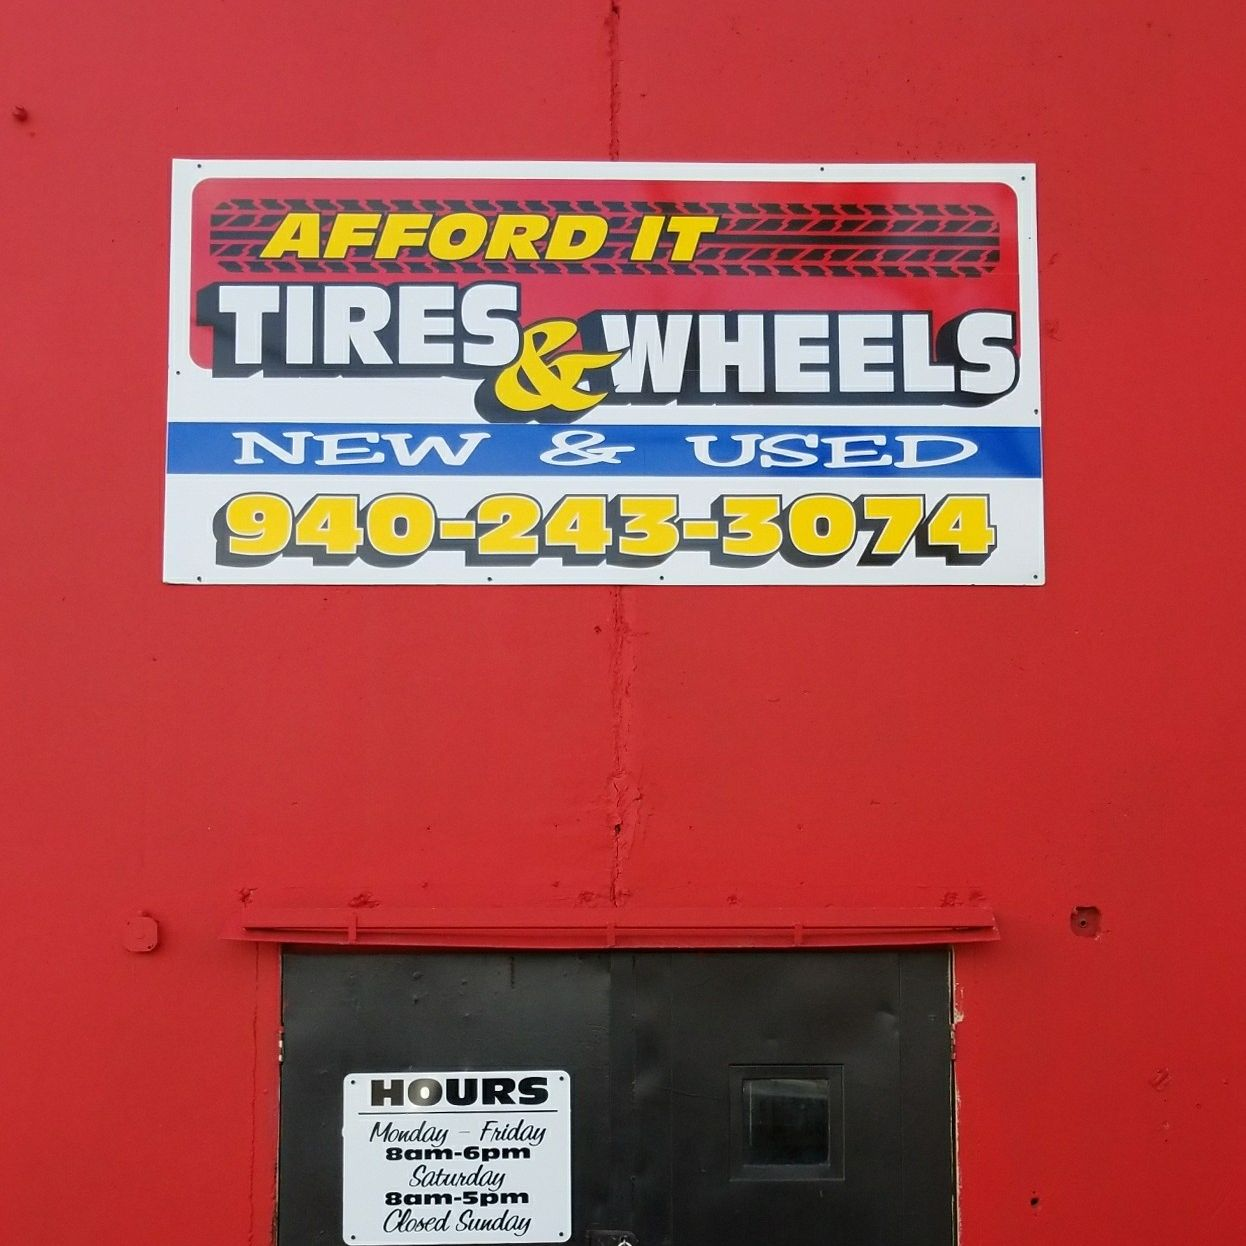 AFFORD IT
TIRES & WHEELS
NEW & USED
940-243-3074
HOURS
Monday - Friday
8am-6pm
Saturday
8am-5pm
Closed Sunday